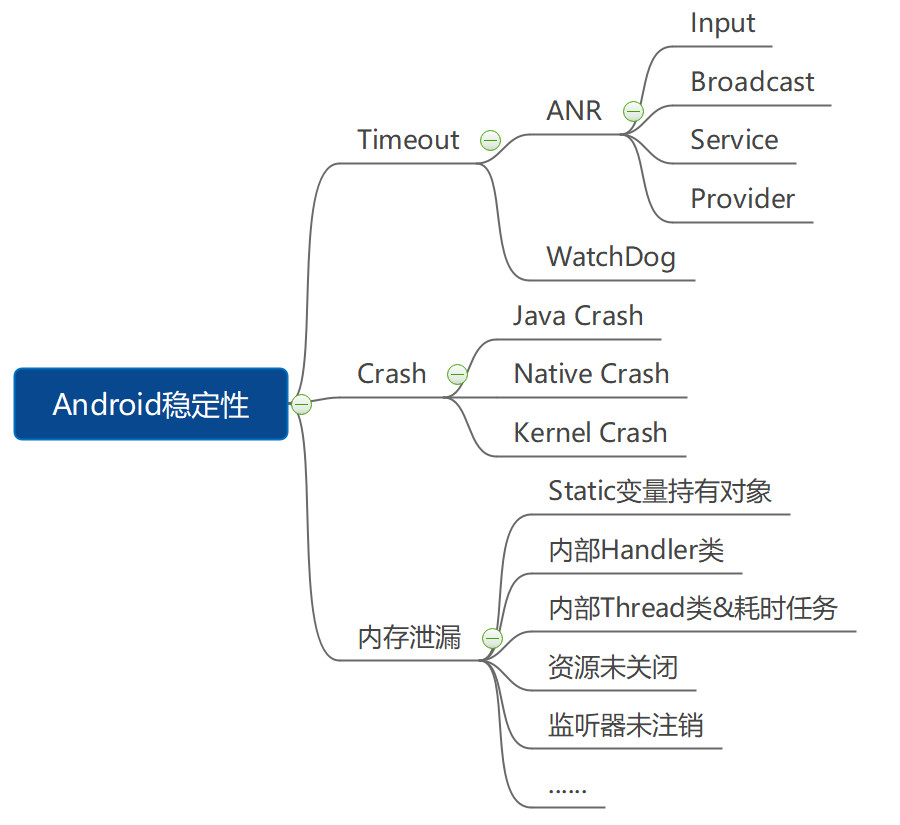 Android稳定性
Timeout
ANR
Input
Broadcast
Service
Provider
WatchDog
Crash
Java Crash
Native Crash
Kernel Crash
内存泄漏
Static变量持有对象
内部Handler类
内部Thread类&耗时任务
资源未关闭
监听器未注销
......